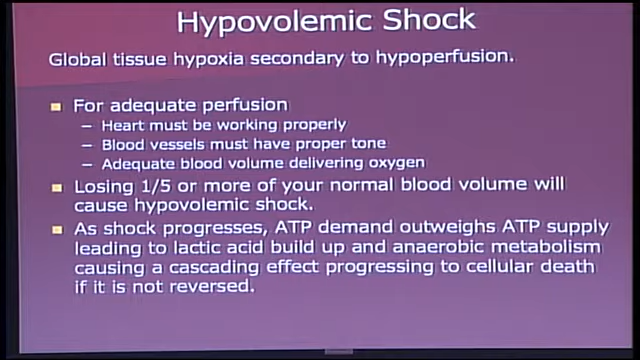 Hypovolemic Shock
Global tissue hypoxia secondary to hypoperfusion.
For adequate perfusion
– Heart must be working properly
– Blood vessels must have proper tone
– Adequate blood volume delivering oxygen
Losing 1/5 or more of your normal blood volume will
cause hypovolemic shock.
As shock progresses, ATP demand outweighs ATP supply
leading to lactic acid build up and anaerobic metabolism
causing a cascading effect progressing to cellular death
if it is not reversed.